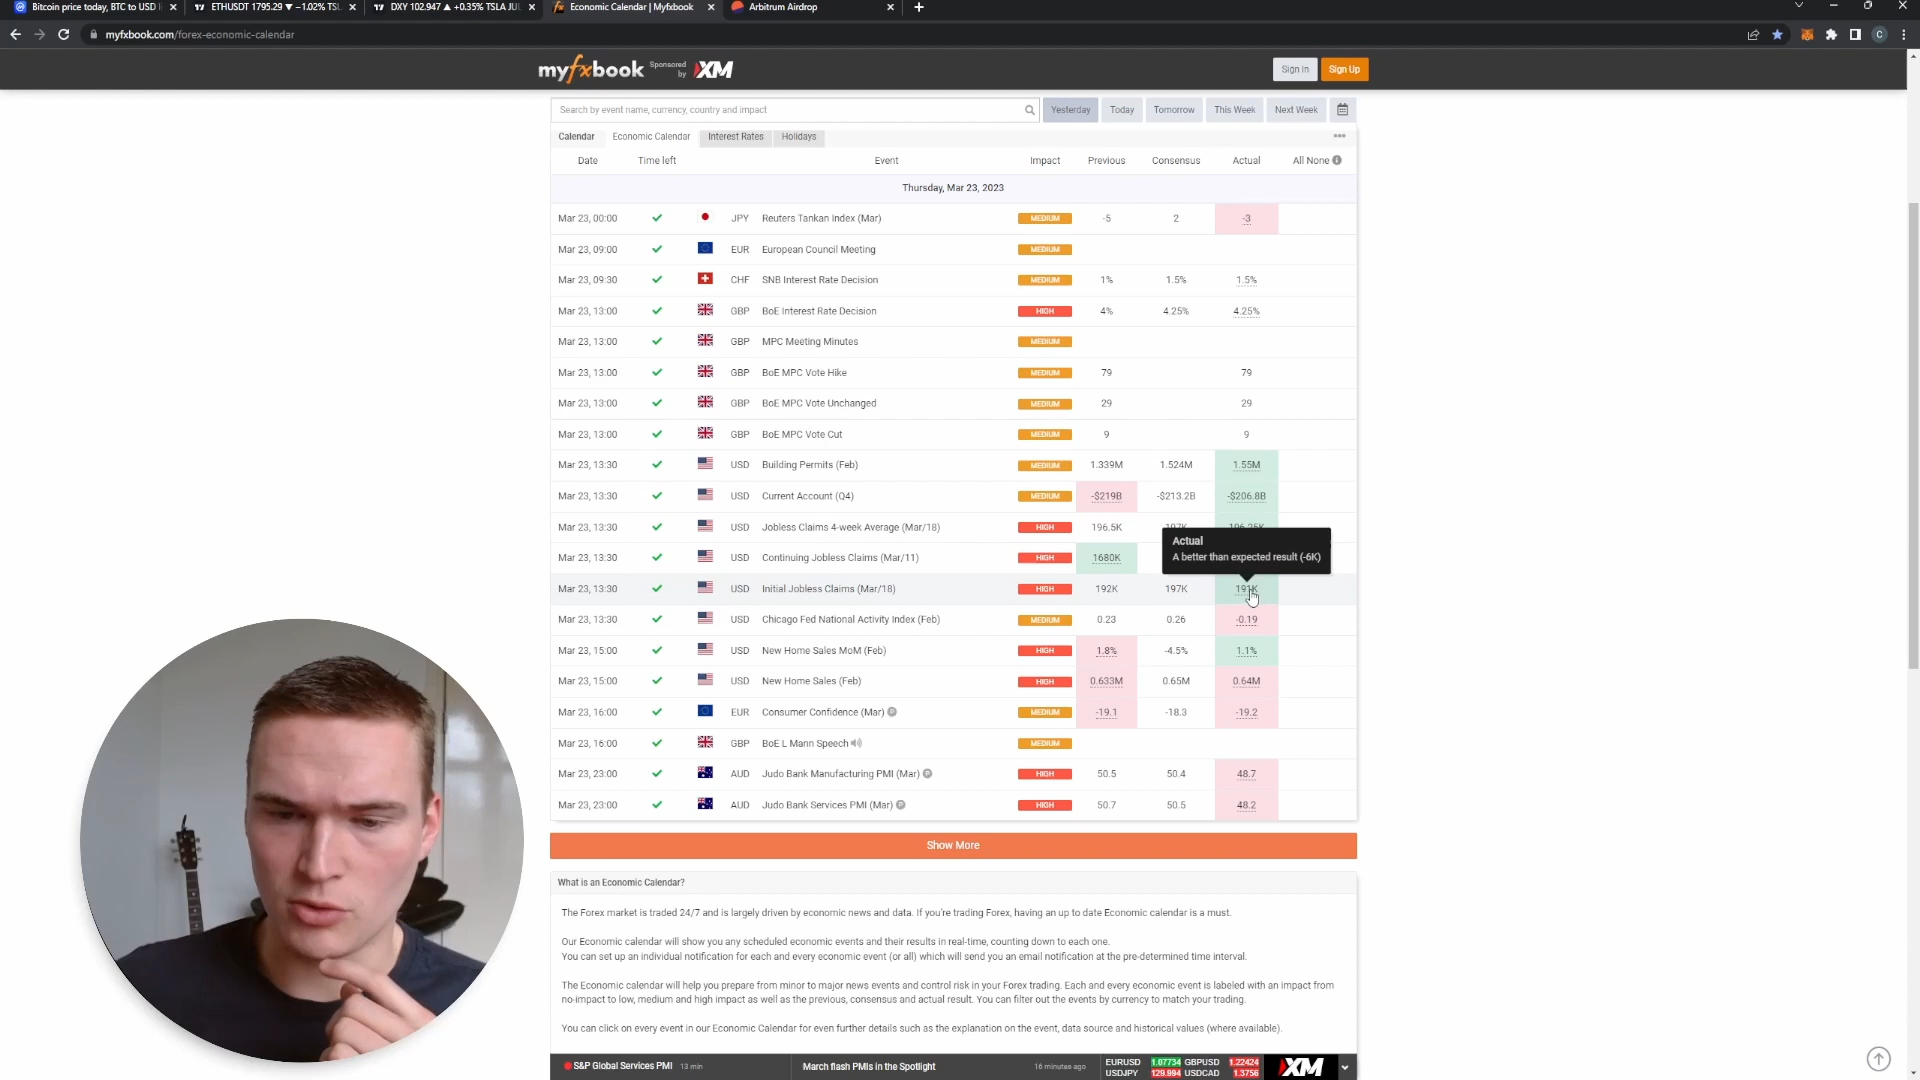 Bitcoin price today, BTC to USD l
ETHUSDT 1795.29 ▼ −1.02% TSL
DXY 102.947 ▲ +0.35% TSLA JUL
Economic Calendar | Myfxbook
Arbitrum Airdrop
myfxbook.com/forex-economic-calendar
C
myfxbook Sponsored by XM
Sign In Sign Up
Search by event name, currency, country and impact
Yesterday Today Tomorrow This Week Next Week
Calendar Economic Calendar Interest Rates Holidays
Date Time left Event Impact Previous Consensus Actual All None
Thursday, Mar 23, 2023
Mar 23, 00:00 JPY Reuters Tankan Index (Mar) MEDIUM -5 2 -3
Mar 23, 09:00 EUR European Council Meeting MEDIUM
Mar 23, 09:30 CHF SNB Interest Rate Decision MEDIUM 1% 1.5% 1.5%
Mar 23, 13:00 GBP BoE Interest Rate Decision HIGH 4% 4.25% 4.25%
Mar 23, 13:00 GBP MPC Meeting Minutes MEDIUM
Mar 23, 13:00 GBP BoE MPC Vote Hike MEDIUM 79 79
Mar 23, 13:00 GBP BoE MPC Vote Unchanged MEDIUM 29 29
Mar 23, 13:00 GBP BoE MPC Vote Cut MEDIUM 9 9
Mar 23, 13:30 USD Building Permits (Feb) MEDIUM 1.339M 1.524M 1.55M
Mar 23, 13:30 USD Current Account (Q4) MEDIUM -$219B -$213.2B -$206.8B
Mar 23, 13:30 USD Jobless Claims 4-week Average (Mar/18) HIGH 196.5K 197K 196.25K
Actual
A better than expected result (-6K)
Mar 23, 13:30 USD Continuing Jobless Claims (Mar/11) HIGH 1680K
Mar 23, 13:30 USD Initial Jobless Claims (Mar/18) HIGH 192K 197K 191K
Mar 23, 13:30 USD Chicago Fed National Activity Index (Feb) MEDIUM 0.23 0.26 -0.19
Mar 23, 15:00 USD New Home Sales MoM (Feb) HIGH 1.8% -4.5% 1.1%
Mar 23, 15:00 USD New Home Sales (Feb) HIGH 0.633M 0.65M 0.64M
Mar 23, 16:00 EUR Consumer Confidence (Mar) P MEDIUM -19.1 -18.3 -19.2
Mar 23, 16:00 GBP BoE L Mann Speech MEDIUM
Mar 23, 23:00 AUD Judo Bank Manufacturing PMI (Mar) P HIGH 50.5 50.4 48.7
Mar 23, 23:00 AUD Judo Bank Services PMI (Mar) P HIGH 50.7 50.5 48.2
Show More
What is an Economic Calendar?
The Forex market is traded 24/7 and is largely driven by economic news and data. If you're trading Forex, having an up to date Economic calendar is a must.
Our Economic calendar will show you any scheduled economic events and their results in real-time, counting down to each one.
You can set up an individual notification for each and every economic event (or all) which will send you an email notification at the pre-determined time interval.
The Economic calendar will help you prepare from minor to major news events and control risk in your Forex trading. Each and every economic event is labeled with an impact from
no-impact to low, medium and high impact as well as the previous, consensus and actual result. You can filter out the events by currency to match your trading.
You can click on every event in our Economic Calendar for even further details such as the explanation on the event, data source and historical values (where available).
S&P Global Services PMI 13 min
March flash PMIs in the Spotlight 16 minutes ago
EURUSD 1.07734 GBPUSD 1.22424
USDJPY 129.994 USDCAD 1.3756
XM